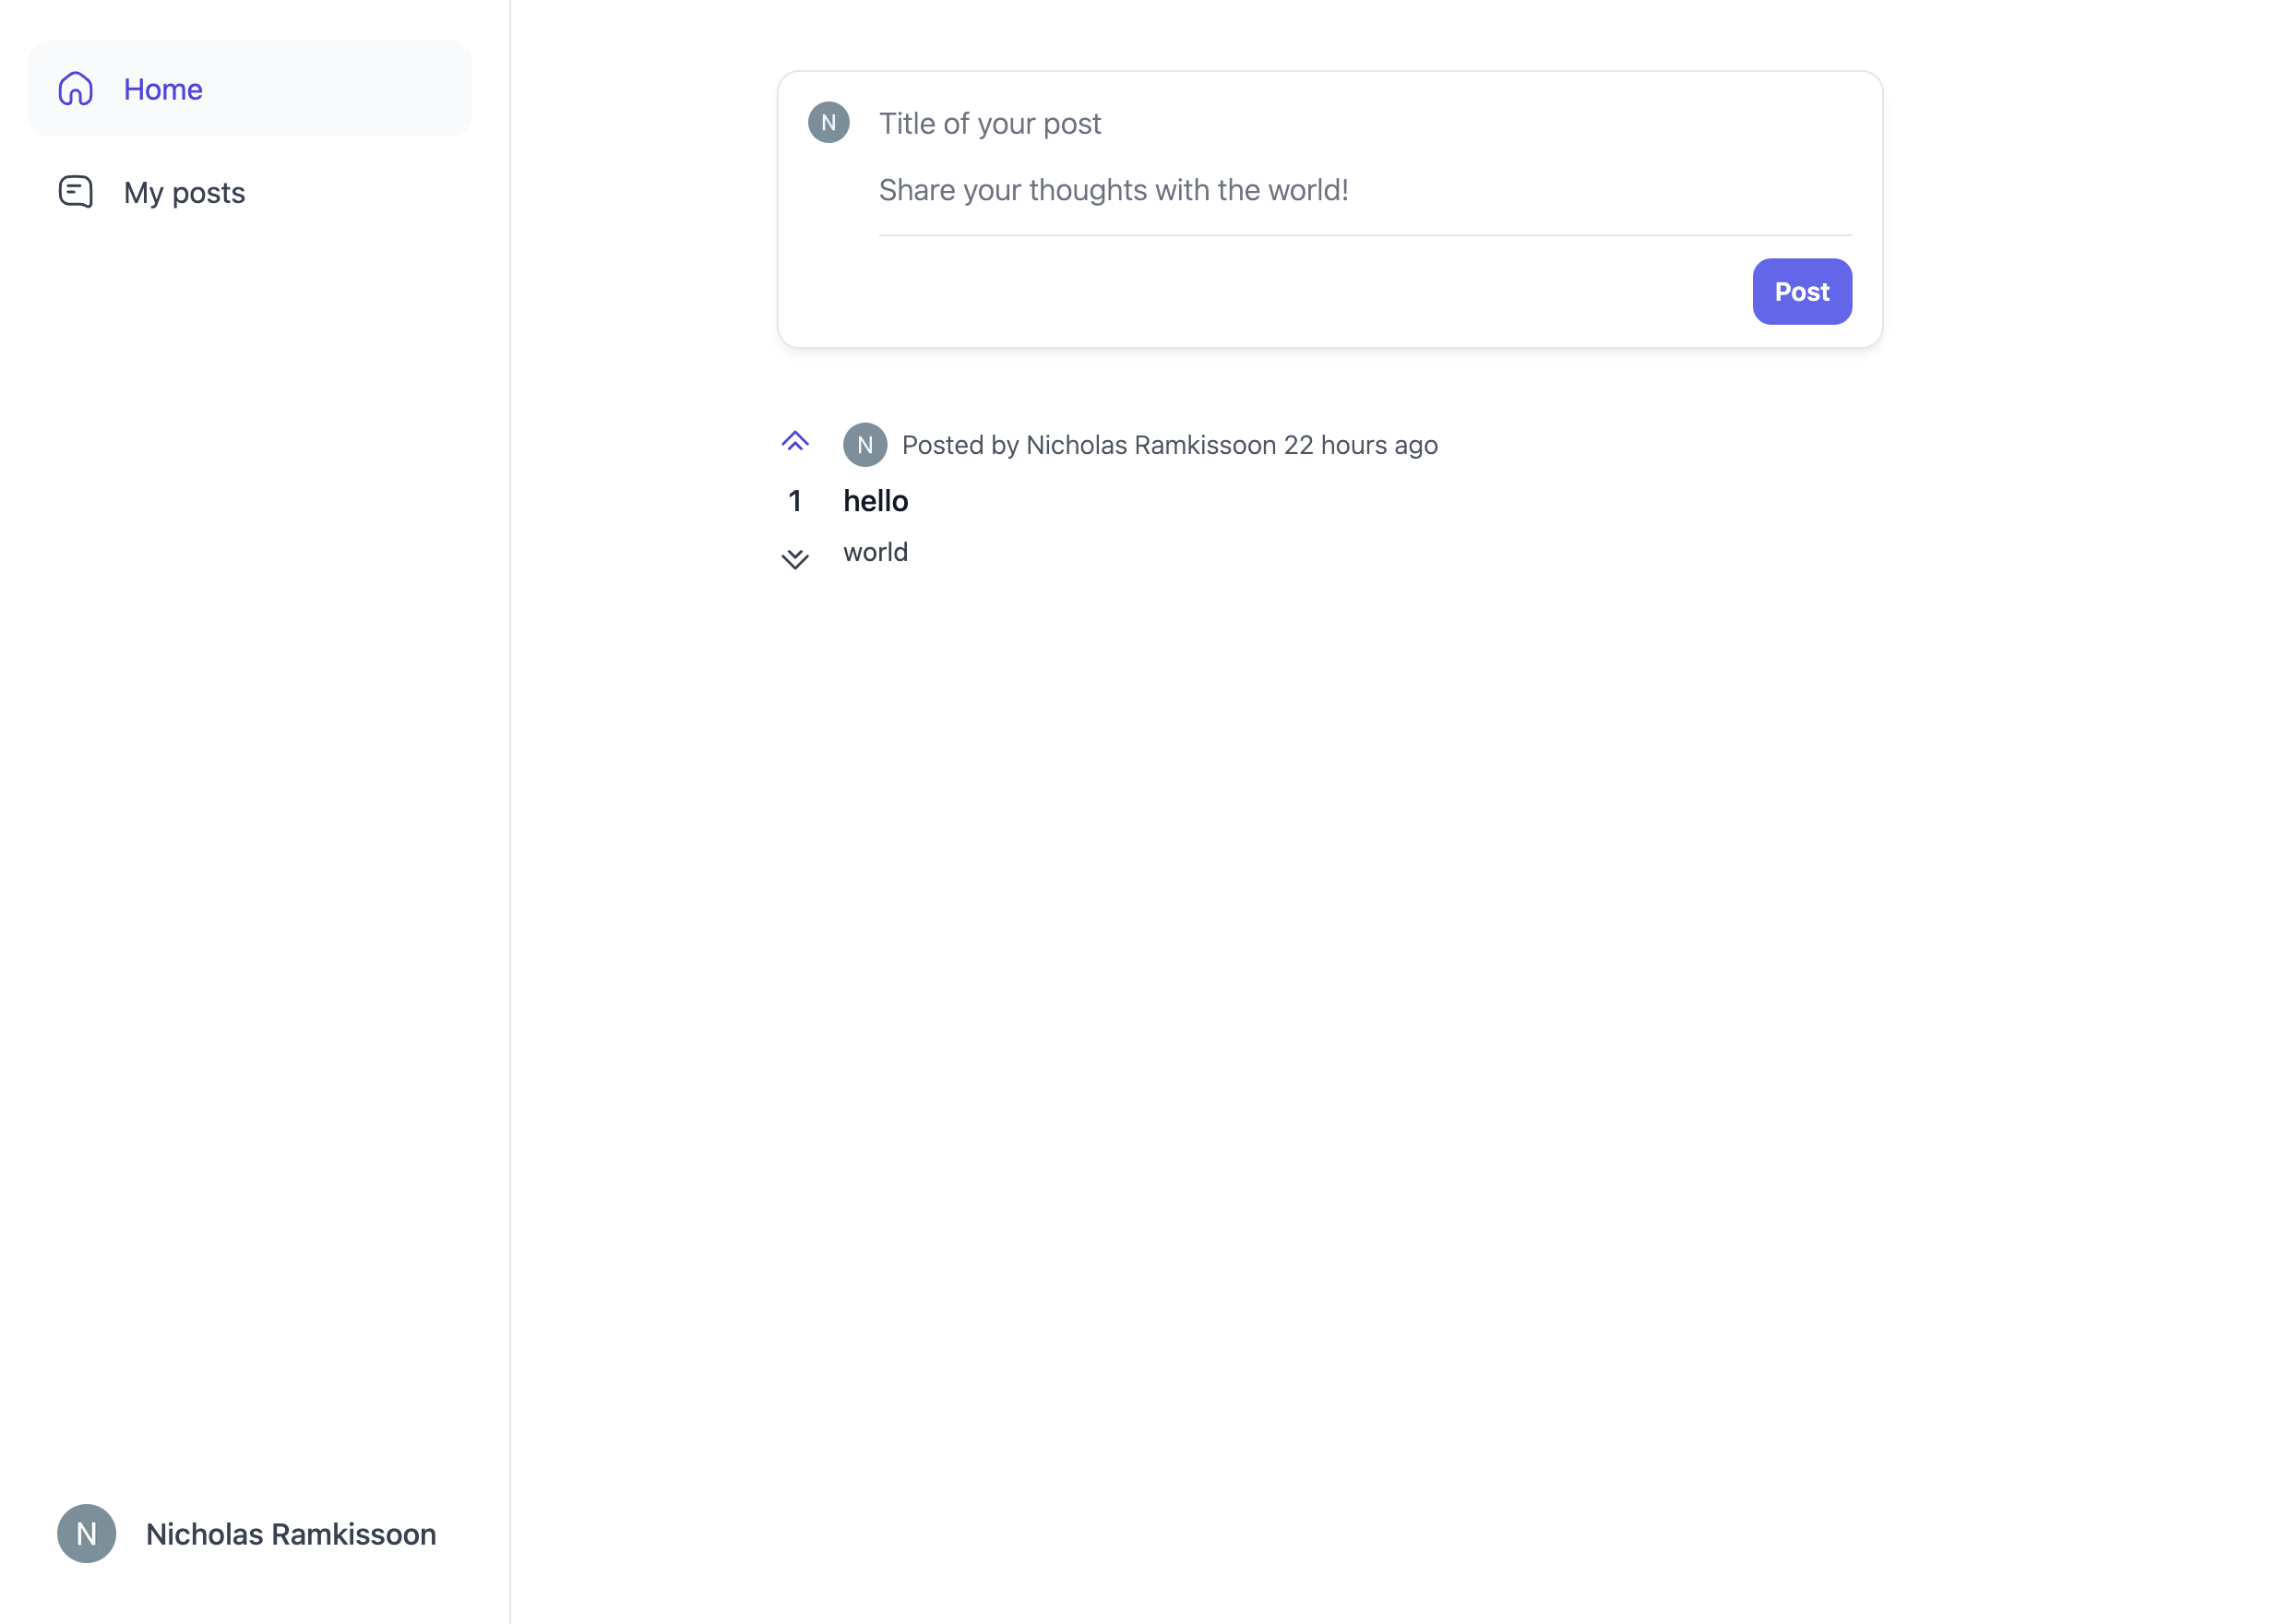 Home
My posts
N
Title of your post
Share your thoughts with the world!
Post
N Posted by Nicholas Ramkissoon 22 hours ago
1 hello
world
N Nicholas Ramkissoon